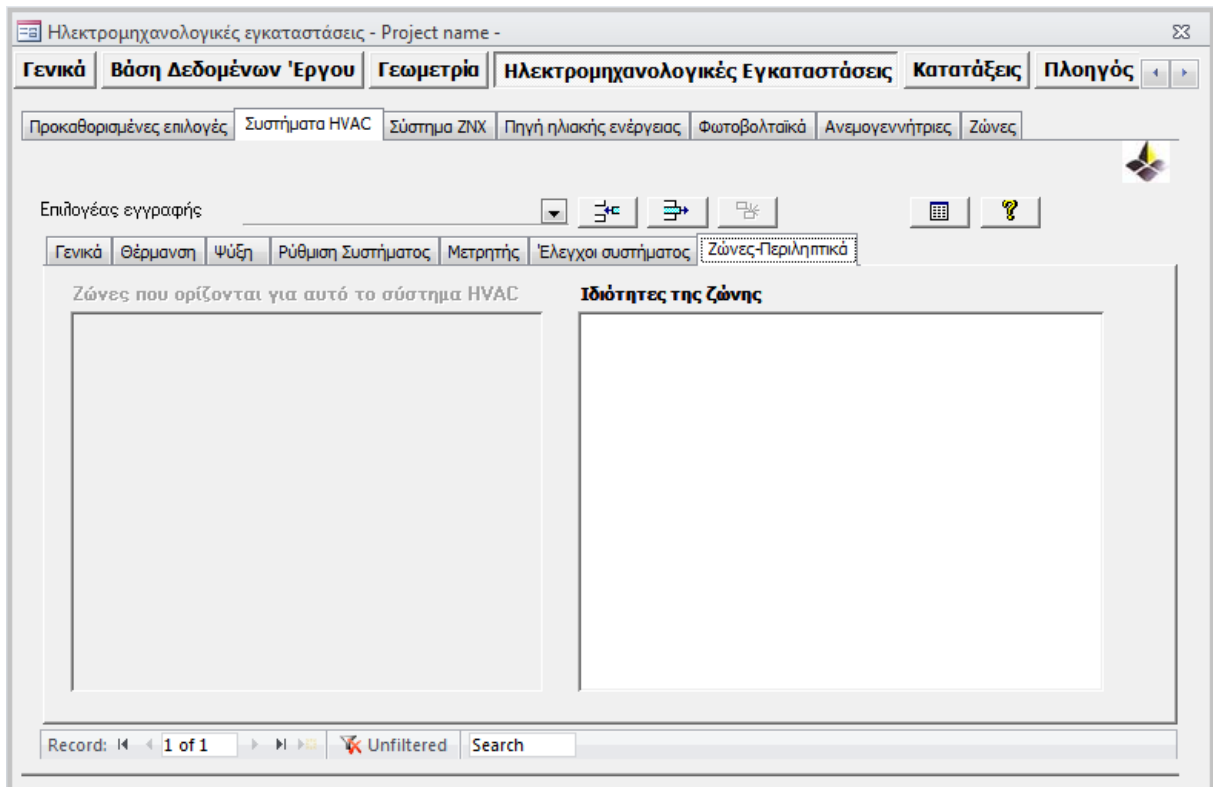 Ηλεκτρομηχανολογικές εγκαταστάσεις - Project name -
Γενικά Βάση Δεδομένων 'Εργου Γεωμετρία Ηλεκτρομηχανολογικές Εγκαταστάσεις Κατατάξεις Πλοηγός
Προκαθορισμένες επιλογές Συστήματα HVAC Σύστημα ΖΝΧ Πηγή ηλιακής ενέργειας Φωτοβολταϊκά Ανεμογεννήτριες Ζώνες
Επιλογέας εγγραφής
Γενικά Θέρμανση Ψύξη Ρύθμιση Συστήματος Μετρητής Έλεγχοι συστήματος Ζώνες-Περιληπτικά
Ζώνες που ορίζονται για αυτό το σύστημα HVAC Ιδιότητες της ζώνης
Record: 1 of 1 Unfiltered Search